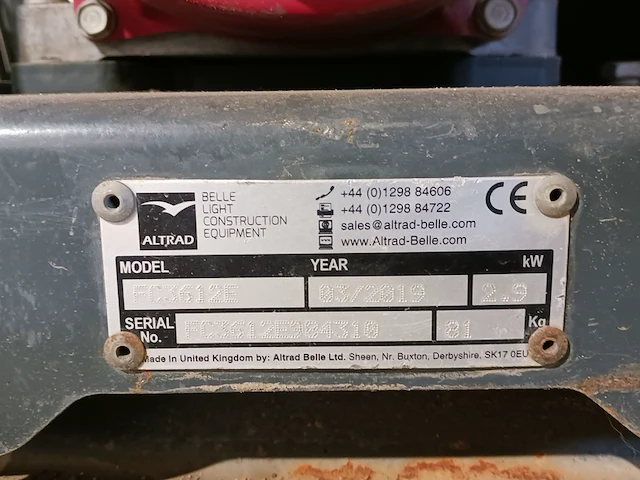 ALTRAD
BELLE
LIGHT
CONSTRUCTION
EQUIPMENT
+44 (0)1298 84606
+44 (0)1298 84722
sales@altrad-belle.com
www.Altrad-Belle.com
CE
MODEL YEAR kW
FC3612E 03/2019 2.9
SERIAL No. 81 Kg
Made in United Kingdom by: Altrad Belle Ltd. Sheen, Nr. Buxton, Derbyshire. SK17 0EU